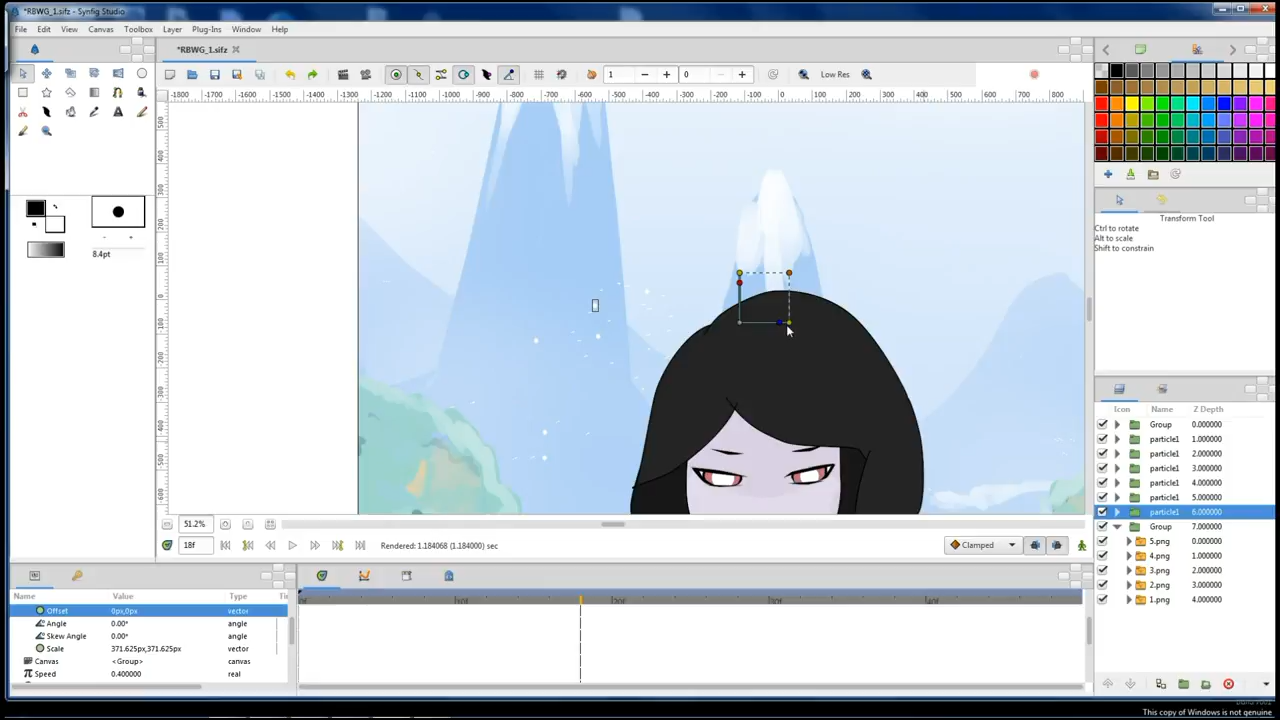 *RBWG_1.sifz - Synfig Studio
File Edit View Canvas Toolbox Layer Plug-Ins Window Help
*RBWG_1.sifz
1 0 Low Res
-1800 -1700 -1600 -1500 -1400 -1300 -1200 -1100 -1000 -900 -800 -700 -600 -500 -400 -300 -200 -100 0 100 200 300 400 500 600 700 800
8.4pt
Transform Tool
Ctrl to rotate
Alt to scale
Shift to constrain
Icon Name Z Depth
Group 0.000000
particle1 1.000000
particle1 2.000000
particle1 3.000000
particle1 4.000000
particle1 5.000000
particle1 6.000000
Group 7.000000
5.png 0.000000
4.png 1.000000
3.png 2.000000
2.png 3.000000
1.png 4.000000
51.2%
18f Rendered: 1.184068 (1.184000) sec Clamped
Name Value Type
Offset 0px,0px vector
Angle 0.00° angle
Skew Angle 0.00° angle
Scale 371.625px,371.625px vector
Canvas <Group> canvas
Speed 0.400000 real
This copy of Windows is not genuine